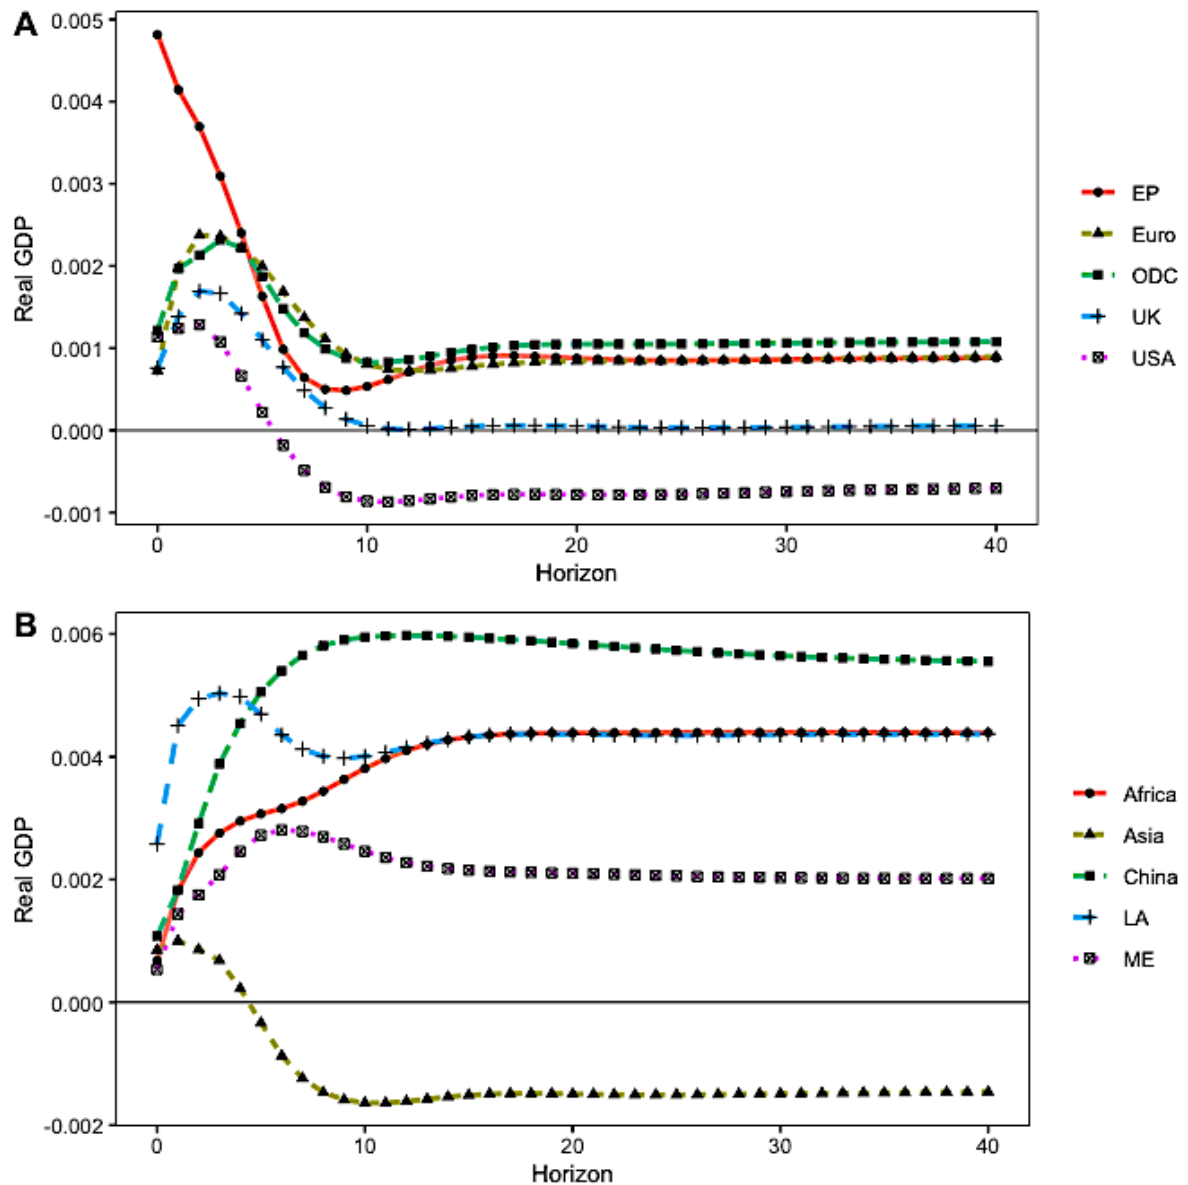 A
0.005
0.004
0.003
0.002
0.001
0.000
-0.001
Real GDP
0 10 20 30 40
Horizon
EP
Euro
ODC
UK
USA
B
0.006
0.004
0.002
0.000
-0.002
Real GDP
0 10 20 30 40
Horizon
Africa
Asia
China
LA
ME